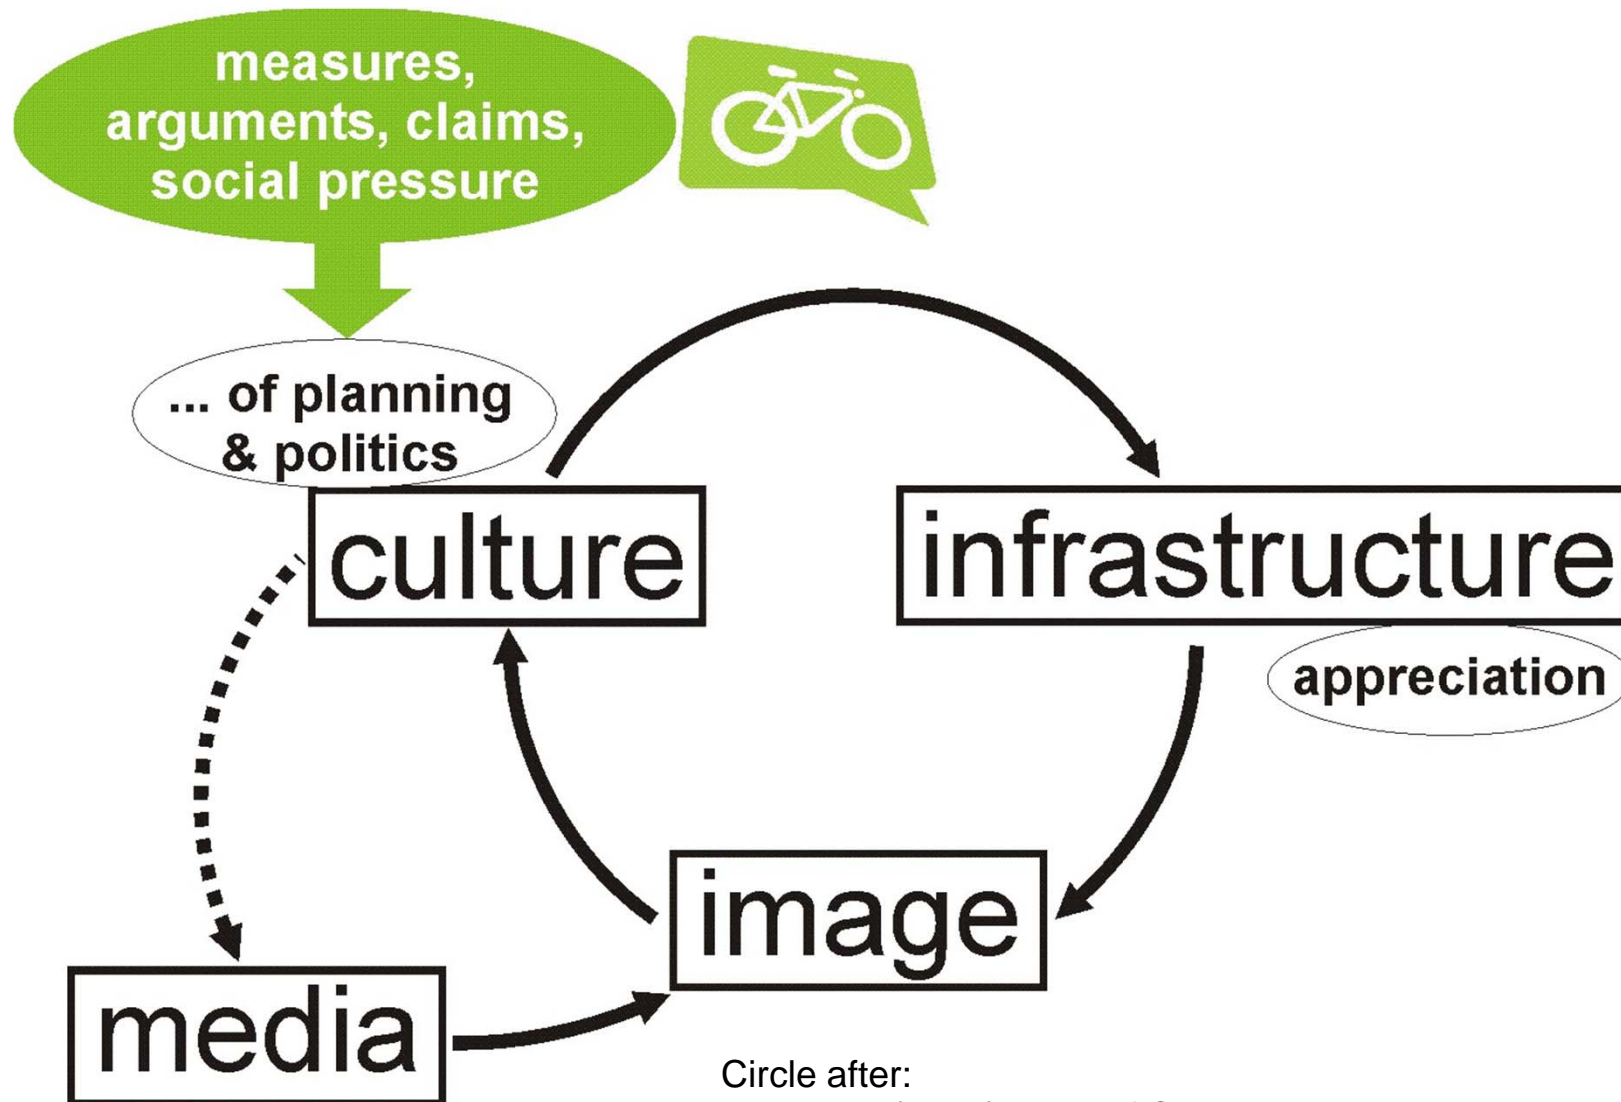 measures,
arguments, claims,
social pressure
... of planning
& politics
culture
infrastructure
appreciation
image
media
Circle after: